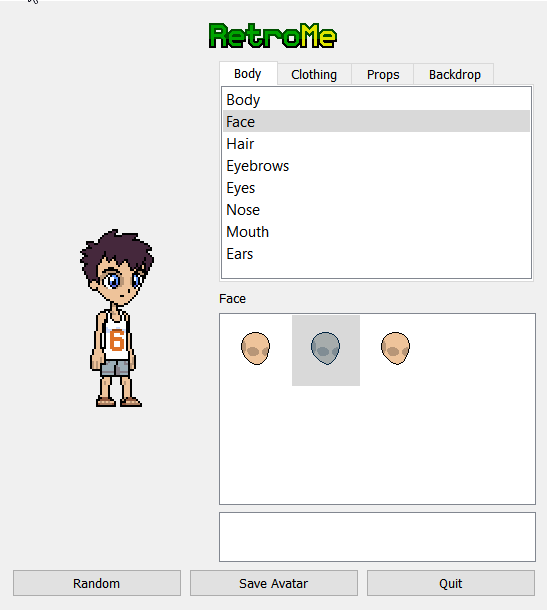 RetroMe
Body Clothing Props Backdrop
Body
Face
Hair
Eyebrows
Eyes
Nose
Mouth
Ears
Face
6
Random Save Avatar Quit